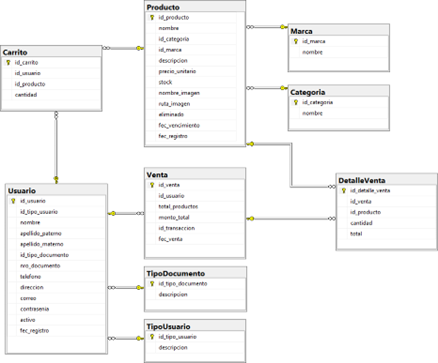 Producto
id_producto
nombre
id_categoria
id_marca
descripcion
precio_unitario
stock
nombre_imagen
ruta_imagen
eliminado
fec_vencimiento
fec_registro
Marca
id_marca
nombre
Carrito
id_carrito
id_usuario
id_producto
cantidad
Categoria
id_categoria
nombre
Usuario
id_usuario
id_tipo_usuario
nombre
apellido_paterno
apellido_materno
id_tipo_documento
nro_documento
telefono
direccion
correo
contrasenia
activo
fec_registro
Venta
id_venta
id_usuario
total_productos
monto_total
id_transaccion
fec_venta
DetalleVenta
id_detalle_venta
id_venta
id_producto
cantidad
total
TipoDocumento
id_tipo_documento
descripcion
TipoUsuario
id_tipo_usuario
descripcion